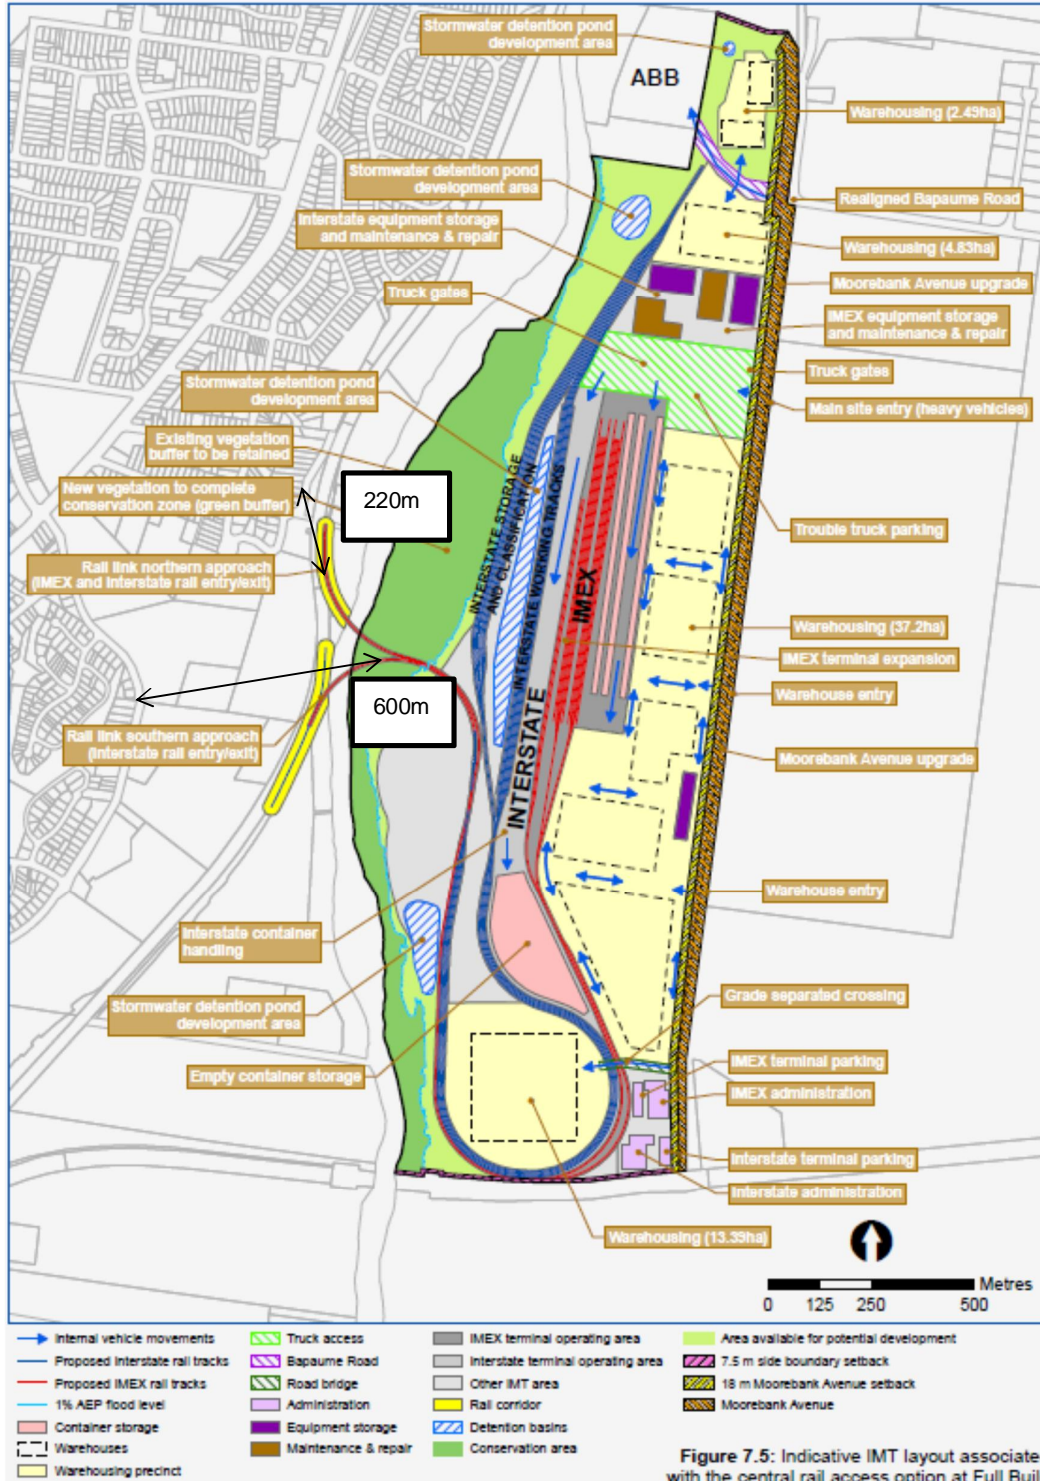 Stormwater detention pond
development area
ABB
Warehousing (2.49ha)
Stormwater detention pond
development area
Realigned Bapaume Road
Interstate equipment storage
and maintenance & repair
Warehousing (4.83ha)
Truck gates
Moorebank Avenue upgrade
IMEX equipment storage
and maintenance & repair
Stormwater detention pond
development area
Truck gates
Main site entry (heavy vehicles)
Existing vegetation
buffer to be retained
New vegetation to complete
conservation zone (green buffer)
220m
INTERSTATE STORAGE
AND CLASSIFICATION
INTERSTATE WORKING TRACKS
Trouble truck parking
Rail link northern approach
(IMEX and Interstate rail entry/exit)
IMEX
Warehousing (37.2ha)
IMEX terminal expansion
Warehouse entry
600m
Rail link southern approach
(Interstate rail entry/exit)
INTERSTATE
Moorebank Avenue upgrade
Warehouse entry
Interstate container
handling
Stormwater detention pond
development area
Grade separated crossing
Empty container storage
IMEX terminal parking
IMEX administration
Interstate terminal parking
Interstate administration
Warehousing (13.39ha)
Metres
0 125 250 500
Internal vehicle movements
Proposed Interstate rail tracks
Proposed IMEX rail tracks
1% AEP flood level
Container storage
Warehouses
Warehousing precinct
Truck access
Bapaume Road
Road bridge
Administration
Equipment storage
Maintenance & repair
IMEX terminal operating area
Interstate terminal operating area
Other IMT area
Rail corridor
Detention basins
Conservation area
Area available for potential development
7.5 m side boundary setback
18 m Moorebank Avenue setback
Moorebank Avenue
Figure 7.5: Indicative IMT layout associate
with the central rail access option at Full Buil